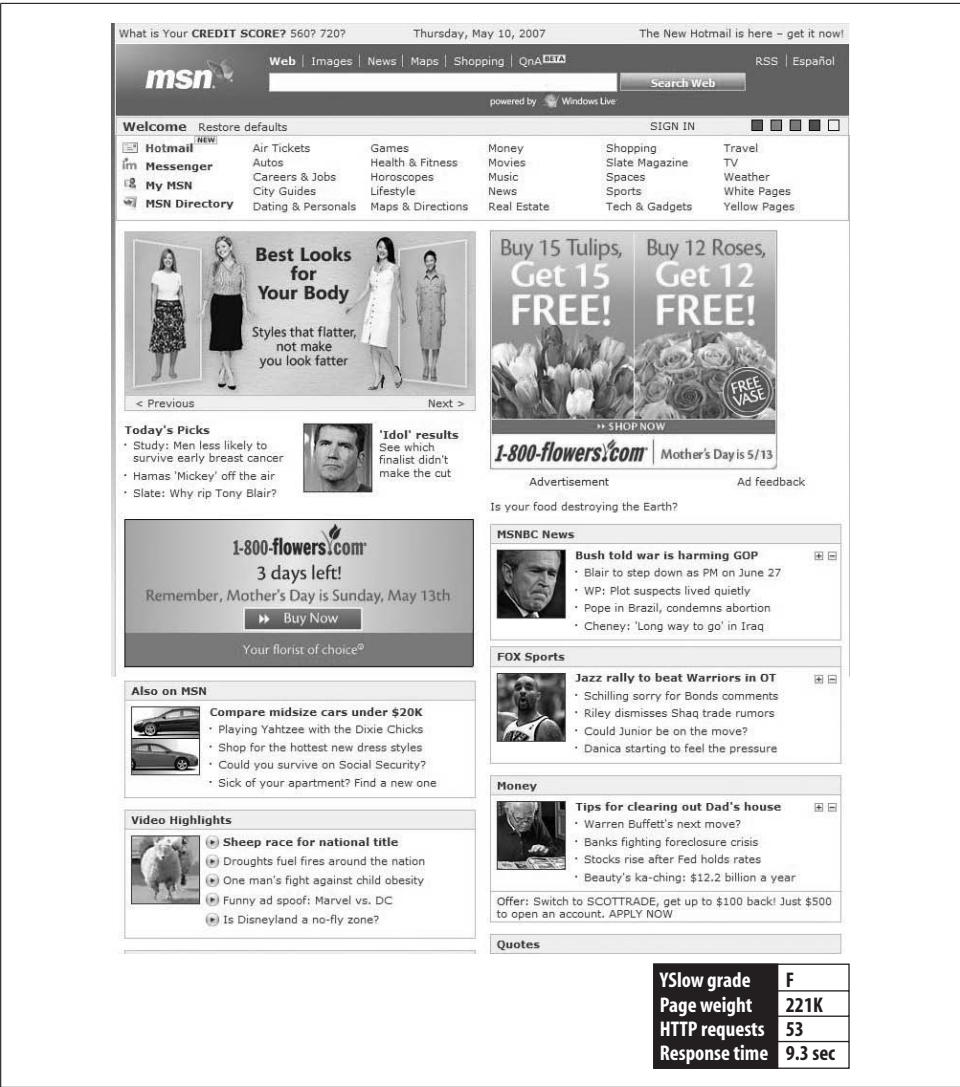 What is Your CREDIT SCORE? 560? 720?
Thursday, May 10, 2007
The New Hotmail is here – get it now!
msn
Web | Images | News | Maps | Shopping | QnA BETA
RSS | Español
Search Web
powered by Windows Live
Welcome Restore defaults
SIGN IN
Hotmail NEW
Messenger
My MSN
MSN Directory
Air Tickets
Autos
Careers & Jobs
City Guides
Dating & Personals
Games
Health & Fitness
Horoscopes
Lifestyle
Maps & Directions
Money
Movies
Music
News
Real Estate
Shopping
Slate Magazine
Spaces
Sports
Tech & Gadgets
Travel
TV
Weather
White Pages
Yellow Pages
Best Looks
for
Your Body
Styles that flatter,
not make
you look fatter
< Previous
Next >
Today's Picks
· Study: Men less likely to
survive early breast cancer
· Hamas 'Mickey' off the air
· Slate: Why rip Tony Blair?
'Idol' results
See which
finalist didn't
make the cut
1-800-flowers.com
3 days left!
Remember, Mother's Day is Sunday, May 13th
Buy Now
Your florist of choice
Also on MSN
Compare midsize cars under $20K
· Playing Yahtzee with the Dixie Chicks
· Shop for the hottest new dress styles
· Could you survive on Social Security?
· Sick of your apartment? Find a new one
Video Highlights
Sheep race for national title
Droughts fuel fires around the nation
One man's fight against child obesity
Funny ad spoof: Marvel vs. DC
Is Disneyland a no-fly zone?
Buy 15 Tulips,
Get 15
FREE!
Buy 12 Roses,
Get 12
FREE!
FREE
VASE
SHOP NOW
1-800-flowers.com | Mother's Day is 5/13
Advertisement
Ad feedback
Is your food destroying the Earth?
MSNBC News
Bush told war is harming GOP
· Blair to step down as PM on June 27
· WP: Plot suspects lived quietly
· Pope in Brazil, condemns abortion
· Cheney: 'Long way to go' in Iraq
FOX Sports
Jazz rally to beat Warriors in OT
· Schilling sorry for Bonds comments
· Riley dismisses Shaq trade rumors
· Could Junior be on the move?
· Danica starting to feel the pressure
Money
Tips for clearing out Dad's house
· Warren Buffett's next move?
· Banks fighting foreclosure crisis
· Stocks rise after Fed holds rates
· Beauty's ka-ching: $12.2 billion a year
Offer: Switch to SCOTTRADE, get up to $100 back! Just $500
to open an account. APPLY NOW
Quotes
YSlow grade F
Page weight 221K
HTTP requests 53
Response time 9.3 sec